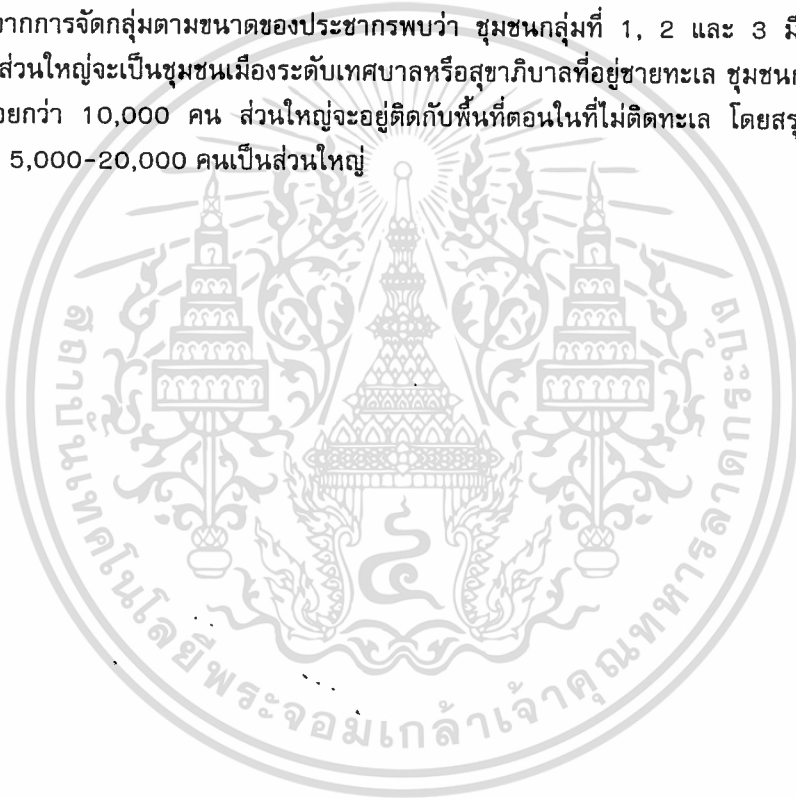 จากการจัดกลุ่มตามขนาดของประชากรพบว่า ชุมชนกลุ่มที่ 1, 2 และ 3 มี
ส่วนใหญ่จะเป็นชุมชนเมืองระดับเทศบาลหรือสุขาภิบาลที่อยู่ชายทะเล ชุมชนก
ยกว่า 10,000 คน ส่วนใหญ่จะอยู่ติดกับพื้นที่ตอนในที่ไม่ติดทะเล โดยสรุ
5,000-20,000 คนเป็นส่วนใหญ่
สถาบันเทคโนโลยีพระจอมเกล้าเจ้าคุณทหารลาดกระบัง